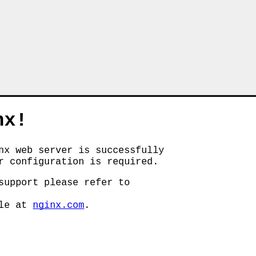 nx!
nx web server is successfully
r configuration is required.
support please refer to
le at nginx.com.